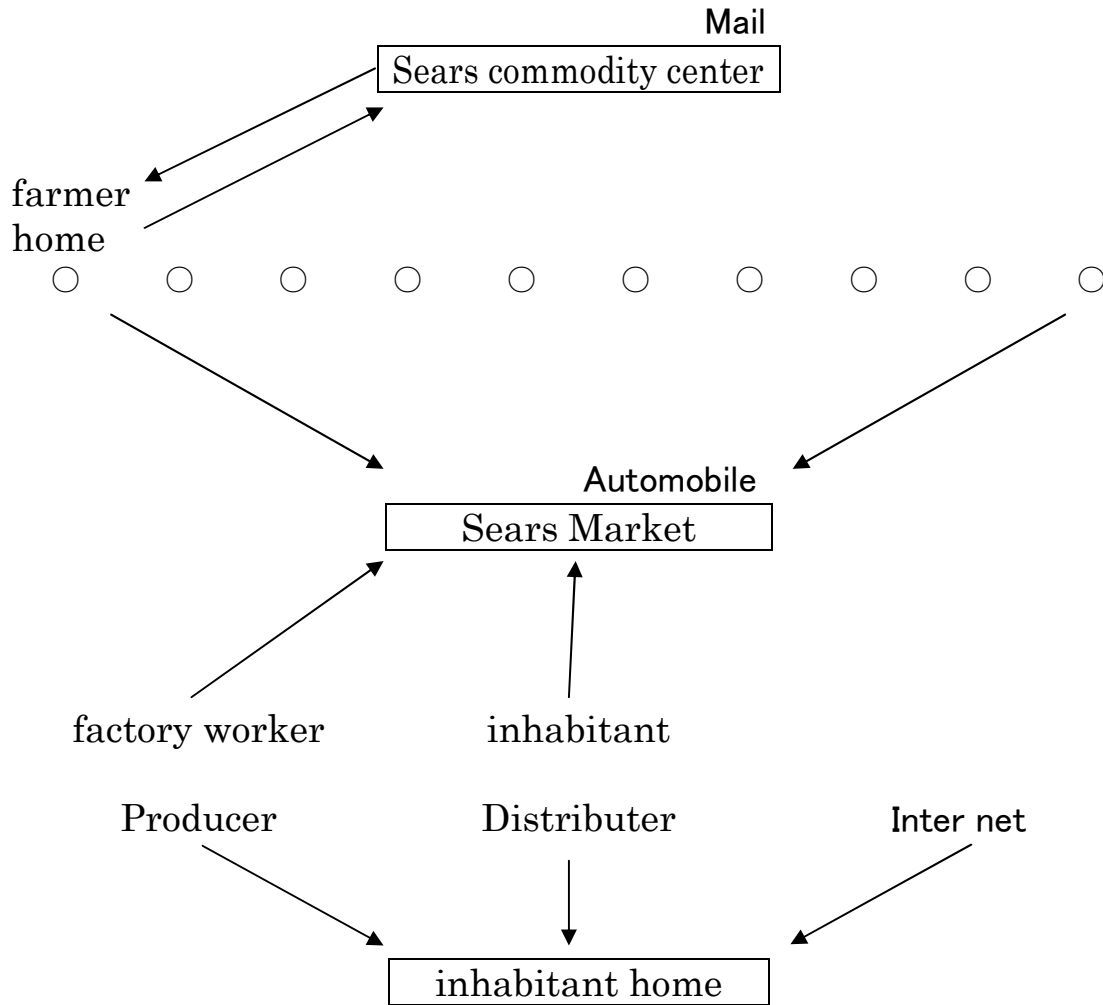 Mail
Sears commodity center
farmer
home
Automobile
Sears Market
factory worker
inhabitant
Producer
Distributer
Inter net
inhabitant home